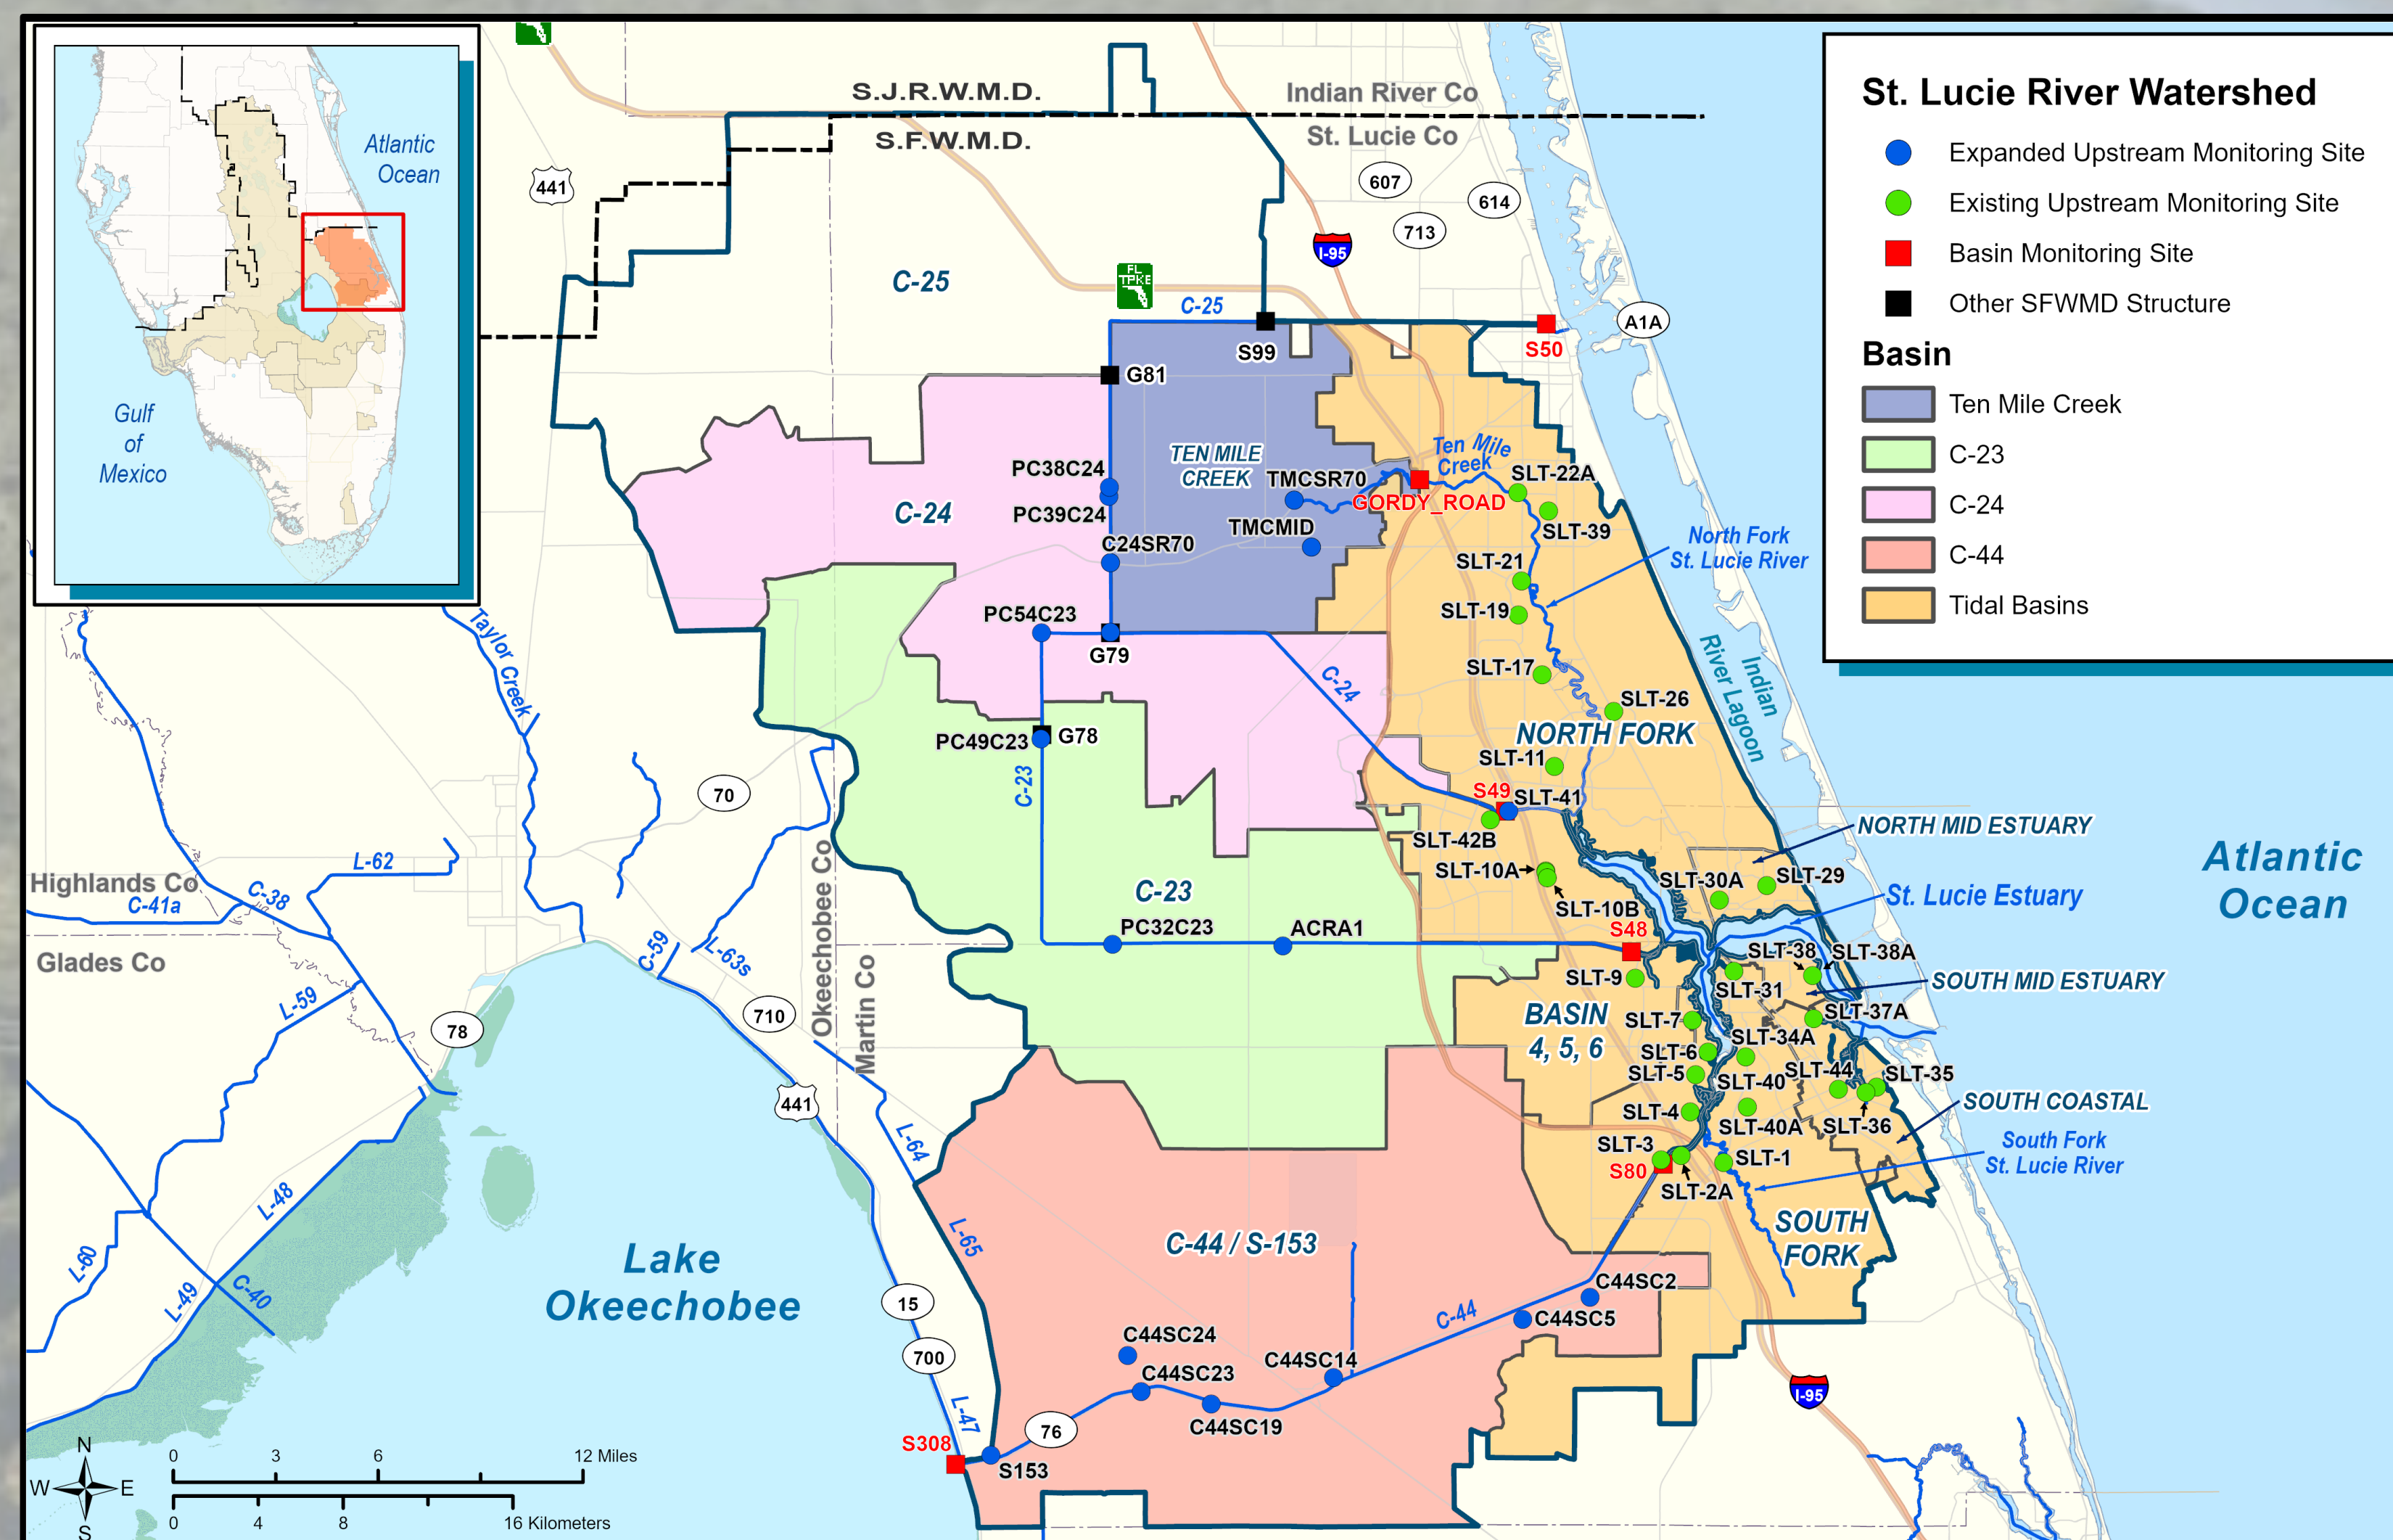 Atlantic
Ocean
Gulf
of
Mexico
St. Lucie River Watershed
Expanded Upstream Monitoring Site
Existing Upstream Monitoring Site
Basin Monitoring Site
Other SFWMD Structure
Basin
Ten Mile Creek
C-23
C-24
C-44
Tidal Basins
S.J.R.W.M.D.
S.F.W.M.D.
Indian River Co
St. Lucie Co
441
607
614
713
I-95
A1A
C-25
FL
TPKE
C-25
S99
S50
G81
TEN MILE
CREEK
Ten Mile
Creek
PC38C24
PC39C24
C-24
TMCSR70
GORDY_ROAD
SLT-22A
SLT-39
TMCMID
C24SR70
North Fork
St. Lucie River
SLT-21
SLT-19
PC54C23
G79
SLT-17
C-24
SLT-26
Indian
River Lagoon
NORTH FORK
Taylor Creek
PC49C23
G78
C-23
SLT-11
S49
SLT-41
SLT-42B
70
NORTH MID ESTUARY
SLT-10A
SLT-10B
SLT-30A
SLT-29
St. Lucie Estuary
Atlantic
Ocean
Highlands Co
C-41a
C-38
L-62
Glades Co
C-23
PC32C23
ACRA1
S48
SLT-9
SLT-38
SLT-38A
SLT-31
SOUTH MID ESTUARY
C-59
L-63s
Okeechobee Co
Martin Co
L-59
78
710
BASIN
4, 5, 6
SLT-7
SLT-37A
SLT-34A
SLT-6
SLT-5
SLT-40
SLT-44
SLT-35
441
SLT-4
SLT-40A
SLT-36
SOUTH COASTAL
L-64
SLT-3
S80
SLT-1
SLT-2A
South Fork
St. Lucie River
L-48
L-60
L-49
C-40
L-65
Lake
Okeechobee
C-44 / S-153
SOUTH
FORK
15
700
C44SC2
C44SC5
C-44
C44SC24
C44SC23
C44SC14
C44SC19
I-95
L-47
76
S308
S153
N
W
E
S
0
3
6
12 Miles
0
4
8
16 Kilometers